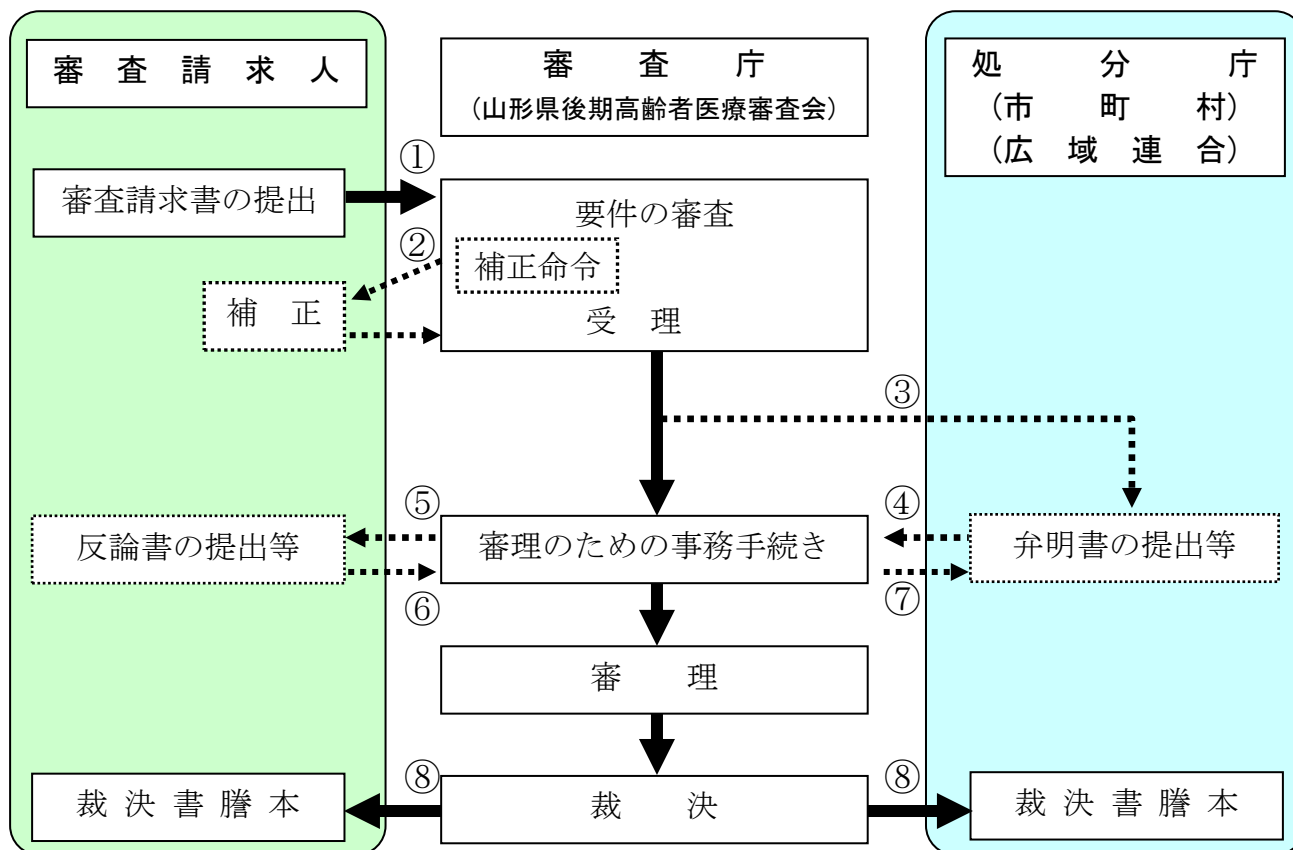 審査請求人
審査庁
(山形県後期高齢者医療審査会)
処分庁
(市町村)
(広域連合)
①
審査請求書の提出
要件の審査
②
補正命令
補正
受理
③
⑤
④
反論書の提出等
審理のための事務手続き
弁明書の提出等
⑥
⑦
審理
⑧
⑧
裁決書謄本
裁決
裁決書謄本